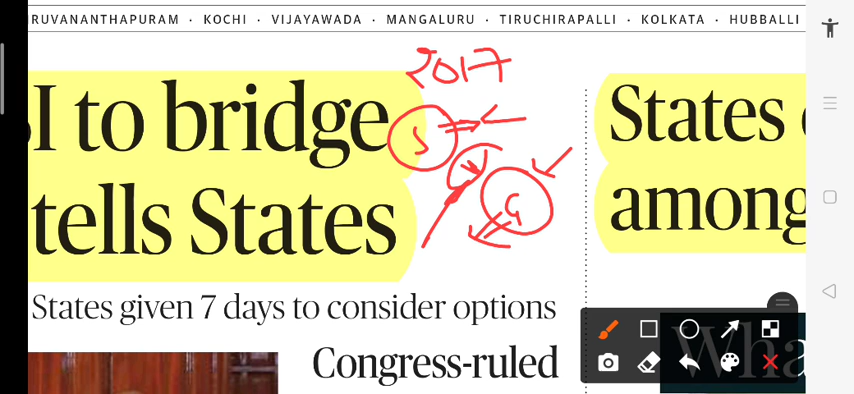 RUVANANTHAPURAM · KOCHI · VIJAYAWADA · MANGALURU · TIRUCHIRAPALLI · KOLKATA · HUBBALLI
2017
I to bridge
tells States
States given 7 days to consider options
Congress-ruled
S
G
States
among
Wha